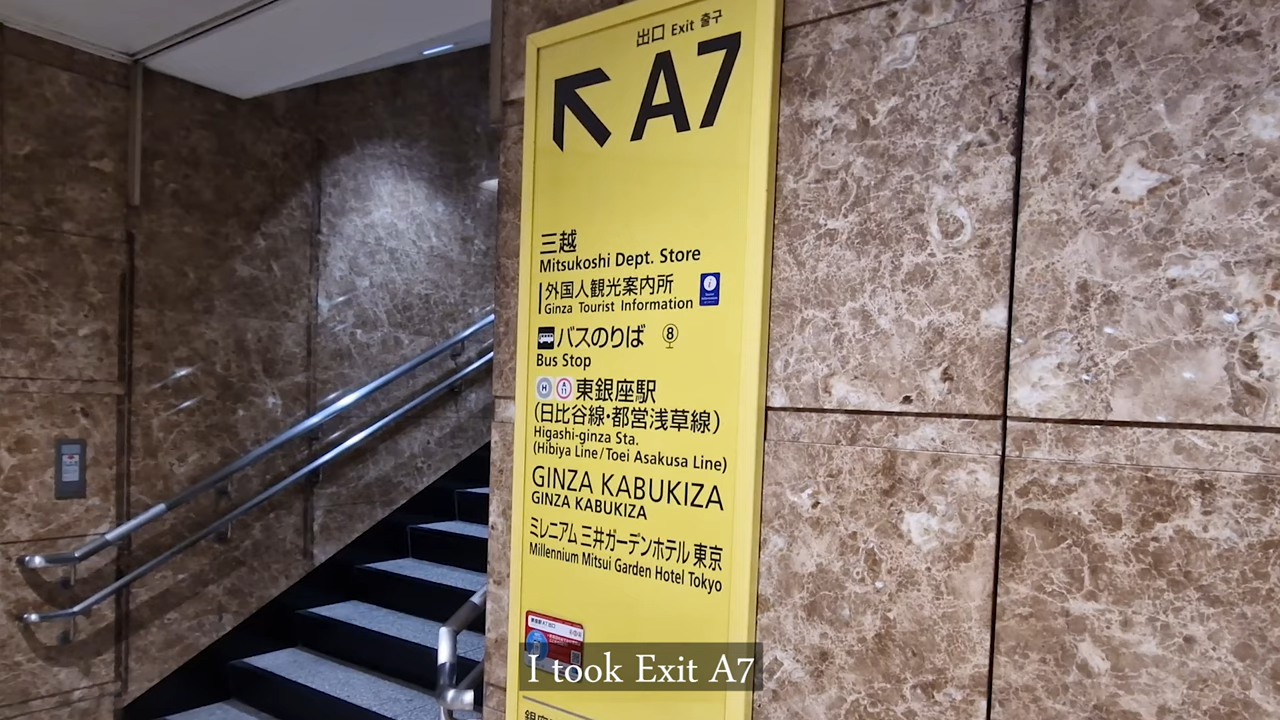 出口 Exit 출구
A7
三越
Mitsukoshi Dept. Store
外国人観光案内所
Ginza Tourist Information
バスのりば 8
Bus Stop
H A 11 東銀座駅
(日比谷線・都営浅草線)
Higashi-ginza Sta.
(Hibiya Line/Toei Asakusa Line)
GINZA KABUKIZA
GINZA KABUKIZA
ミレニアム 三井ガーデンホテル 東京
Millennium Mitsui Garden Hotel Tokyo
I took Exit A7